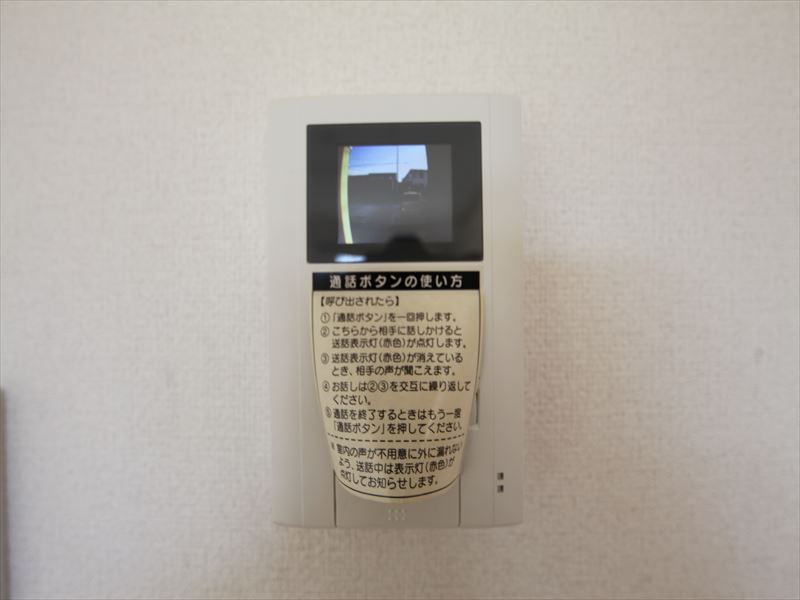 通話ボタンの使い方
【呼び出されたら】
①「通話ボタン」を一回押します。
②こちらから相手に話しかけると
送話表示灯(赤色)が点灯します。
③送話表示灯(赤色)が消えている
とき、相手の声が聞こえます。
④お話しは②③を交互に繰り返して
ください。
⑤通話を終了するときはもう一度
「通話ボタン」を押してください。
※室内の声が不用意に外に漏れない
よう、送話中は表示灯(赤色)が
点灯してお知らせします。